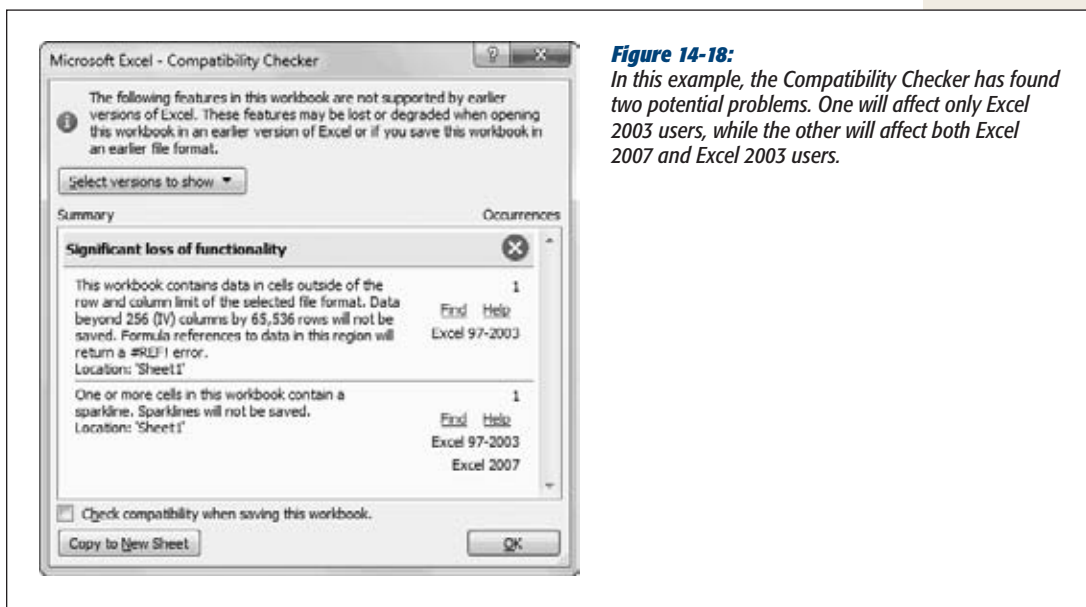 Microsoft Excel - Compatibility Checker
The following features in this workbook are not supported by earlier
versions of Excel. These features may be lost or degraded when opening
this workbook in an earlier version of Excel or if you save this workbook in
an earlier file format.
Select versions to show
Summary Occurrences
Significant loss of functionality
This workbook contains data in cells outside of the 1
row and column limit of the selected file format. Data
beyond 256 (IV) columns by 65,536 rows will not be Find Help
saved. Formula references to data in this region will Excel 97-2003
return a #REF! error.
Location: 'Sheet1'
One or more cells in this workbook contain a 1
sparkline. Sparklines will not be saved.
Location: 'Sheet1' Find Help
Excel 97-2003
Excel 2007
Check compatibility when saving this workbook.
Copy to New Sheet OK
Figure 14-18:
In this example, the Compatibility Checker has found
two potential problems. One will affect only Excel
2003 users, while the other will affect both Excel
2007 and Excel 2003 users.